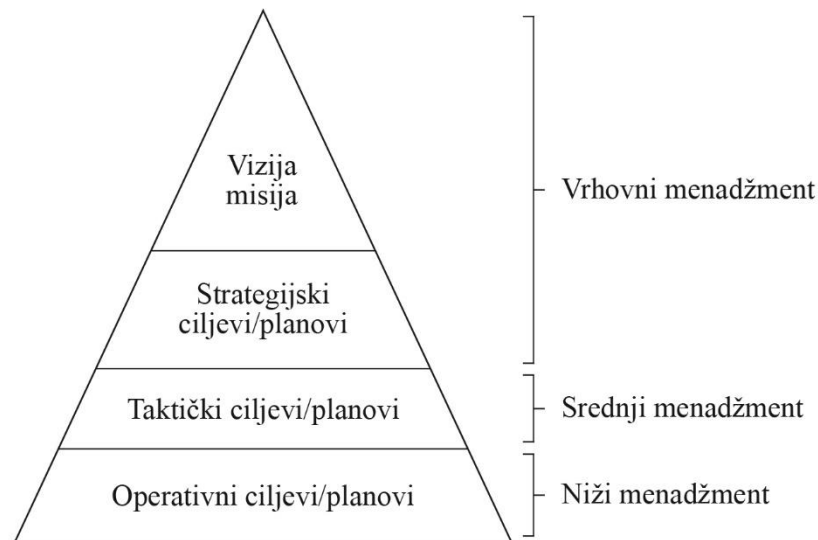 Vizija
misija
Vrhovni menadžment
Strategijski
ciljevi/planovi
Taktički ciljevi/planovi
Srednji menadžment
Operativni ciljevi/planovi
Niži menadžment